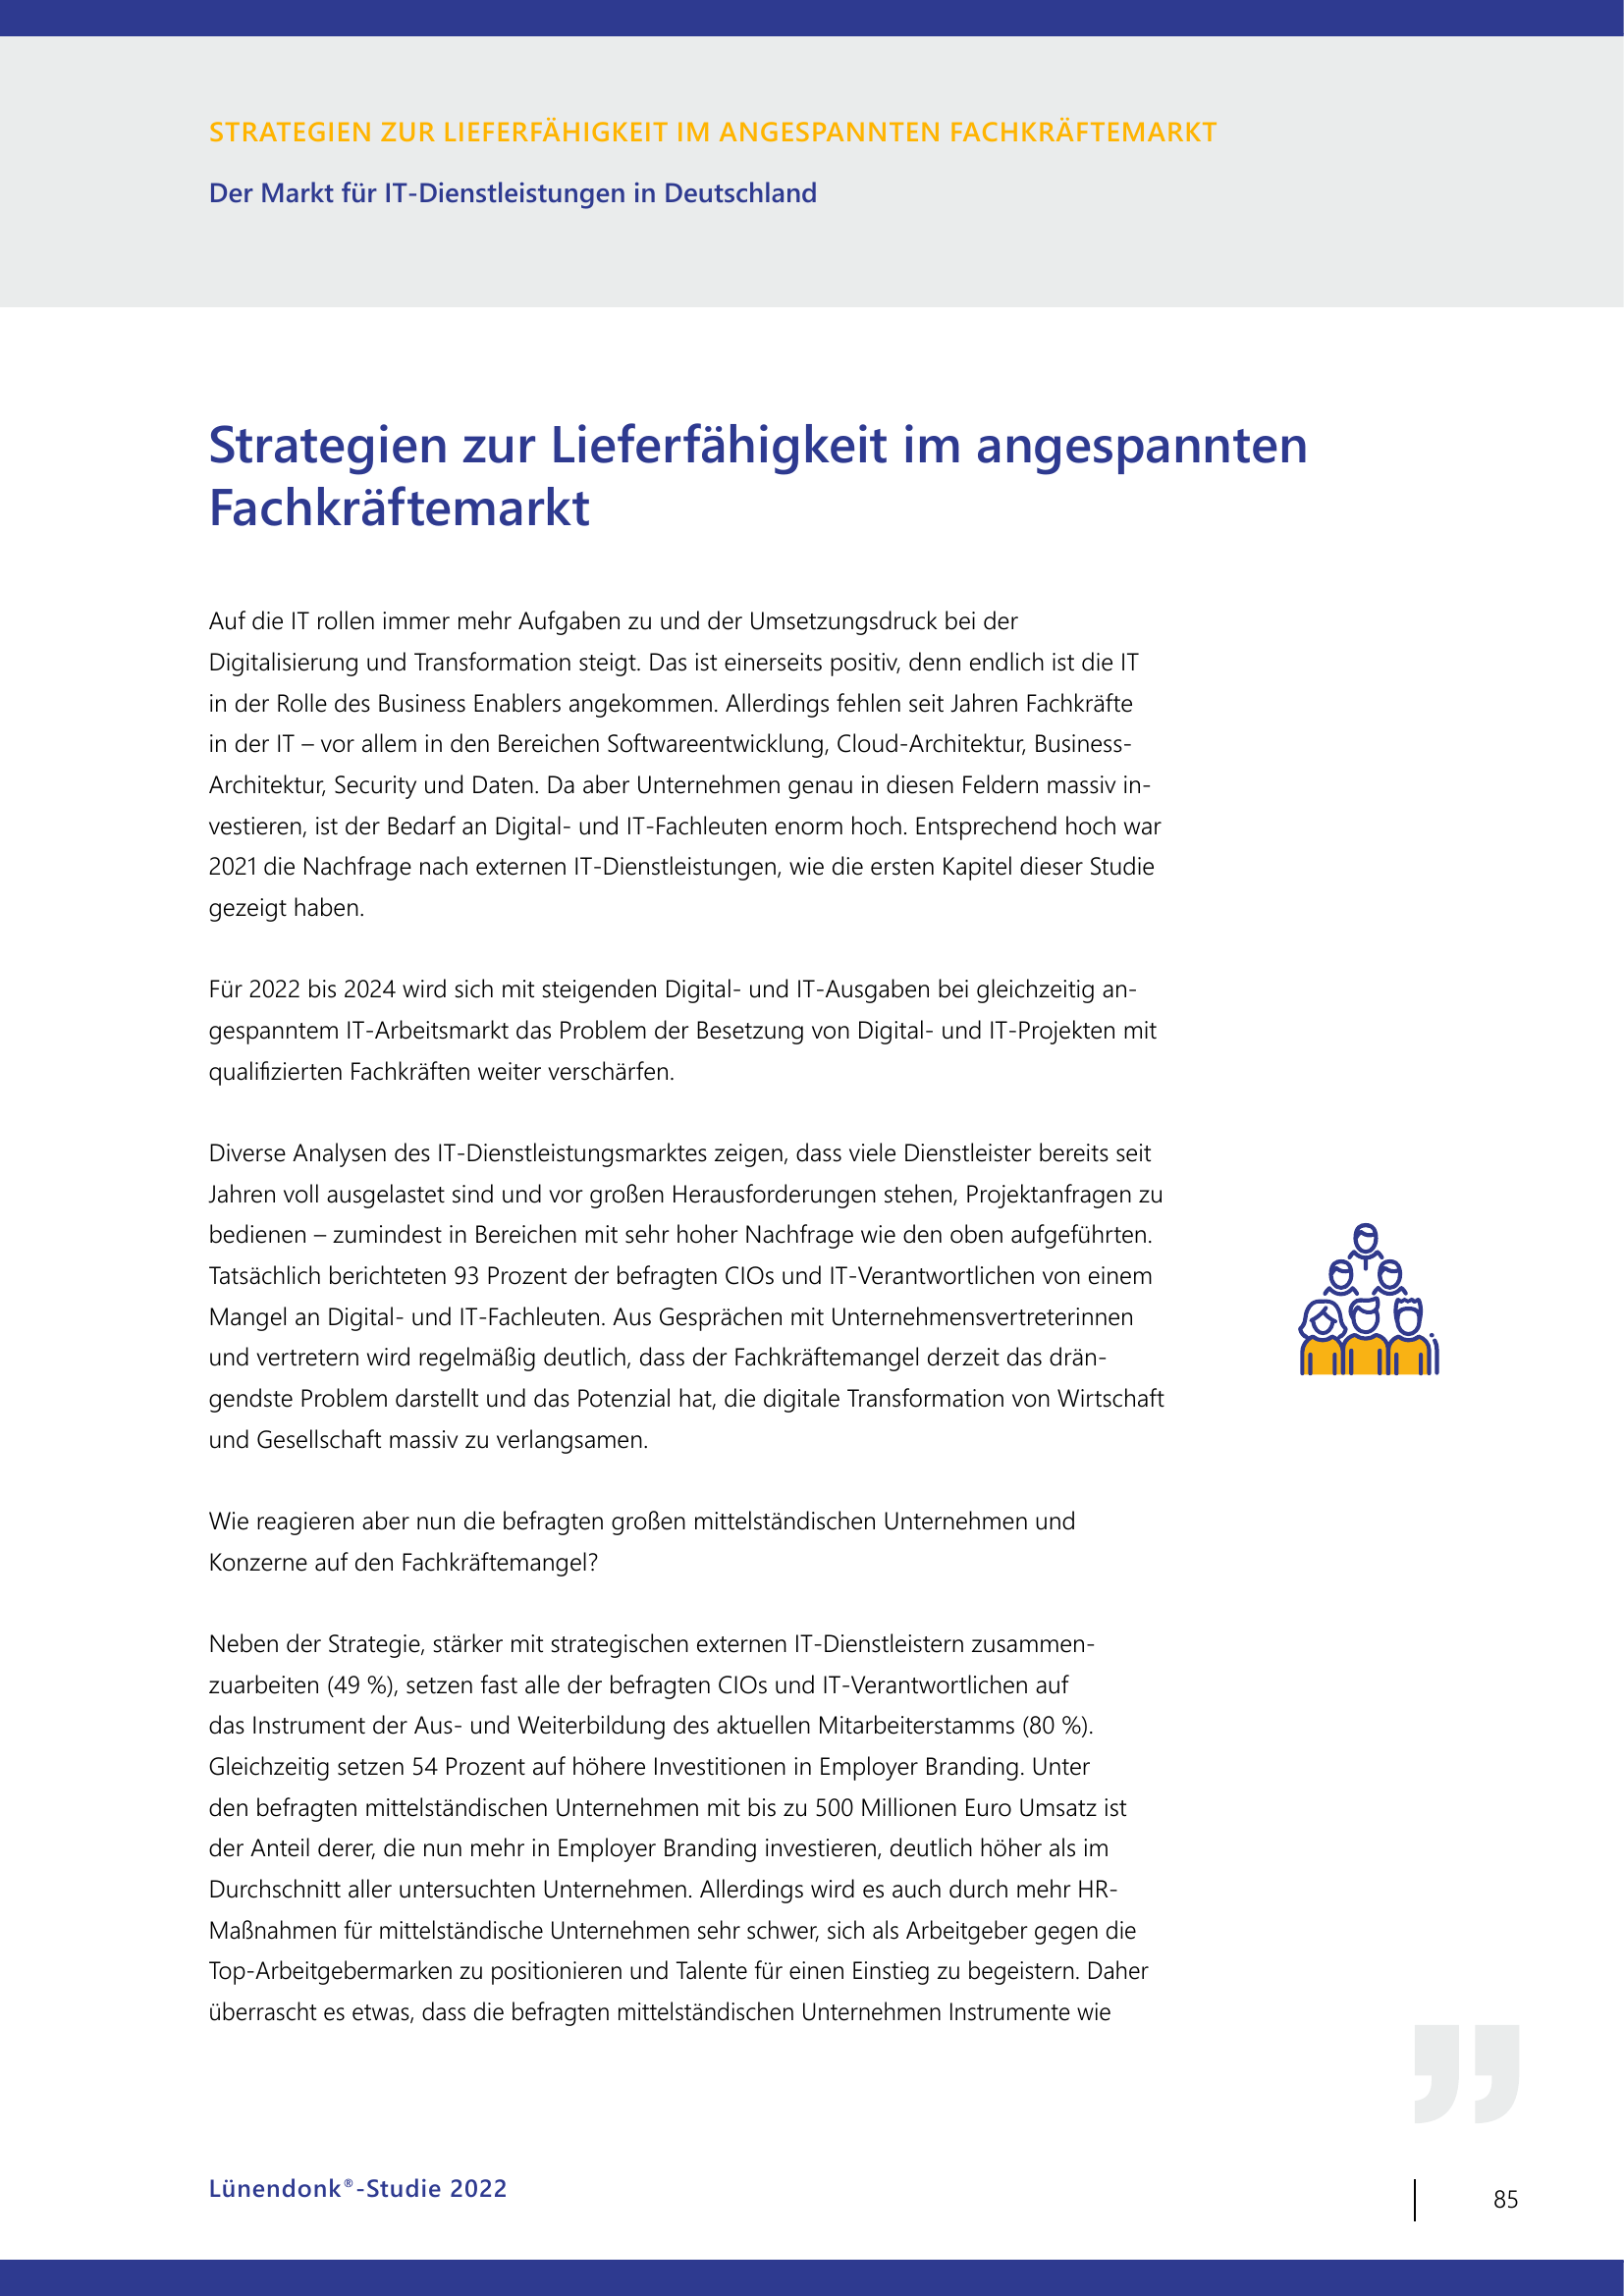 STRATEGIEN ZUR LIEFERFÄHIGKEIT IM ANGESPANNTEN FACHKRÄFTEMARKT
Der Markt für IT-Dienstleistungen in Deutschland
Strategien zur Lieferfähigkeit im angespannten
Fachkräftemarkt
Auf die IT rollen immer mehr Aufgaben zu und der Umsetzungsdruck bei der
Digitalisierung und Transformation steigt. Das ist einerseits positiv, denn endlich ist die IT
in der Rolle des Business Enablers angekommen. Allerdings fehlen seit Jahren Fachkräfte
in der IT – vor allem in den Bereichen Softwareentwicklung, Cloud-Architektur, Business-
Architektur, Security und Daten. Da aber Unternehmen genau in diesen Feldern massiv in-
vestieren, ist der Bedarf an Digital- und IT-Fachleuten enorm hoch. Entsprechend hoch war
2021 die Nachfrage nach externen IT-Dienstleistungen, wie die ersten Kapitel dieser Studie
gezeigt haben.
Für 2022 bis 2024 wird sich mit steigenden Digital- und IT-Ausgaben bei gleichzeitig an-
gespanntem IT-Arbeitsmarkt das Problem der Besetzung von Digital- und IT-Projekten mit
qualifizierten Fachkräften weiter verschärfen.
Diverse Analysen des IT-Dienstleistungsmarktes zeigen, dass viele Dienstleister bereits seit
Jahren voll ausgelastet sind und vor großen Herausforderungen stehen, Projektanfragen zu
bedienen – zumindest in Bereichen mit sehr hoher Nachfrage wie den oben aufgeführten.
Tatsächlich berichteten 93 Prozent der befragten CIOs und IT-Verantwortlichen von einem
Mangel an Digital- und IT-Fachleuten. Aus Gesprächen mit Unternehmensvertreterinnen
und vertretern wird regelmäßig deutlich, dass der Fachkräftemangel derzeit das drän-
gendste Problem darstellt und das Potenzial hat, die digitale Transformation von Wirtschaft
und Gesellschaft massiv zu verlangsamen.
Wie reagieren aber nun die befragten großen mittelständischen Unternehmen und
Konzerne auf den Fachkräftemangel?
Neben der Strategie, stärker mit strategischen externen IT-Dienstleistern zusammen-
zuarbeiten (49 %), setzen fast alle der befragten CIOs und IT-Verantwortlichen auf
das Instrument der Aus- und Weiterbildung des aktuellen Mitarbeiterstamms (80 %).
Gleichzeitig setzen 54 Prozent auf höhere Investitionen in Employer Branding. Unter
den befragten mittelständischen Unternehmen mit bis zu 500 Millionen Euro Umsatz ist
der Anteil derer, die nun mehr in Employer Branding investieren, deutlich höher als im
Durchschnitt aller untersuchten Unternehmen. Allerdings wird es auch durch mehr HR-
Maßnahmen für mittelständische Unternehmen sehr schwer, sich als Arbeitgeber gegen die
Top-Arbeitgebermarken zu positionieren und Talente für einen Einstieg zu begeistern. Daher
überrascht es etwas, dass die befragten mittelständischen Unternehmen Instrumente wie
Lünendonk®-Studie 2022
85